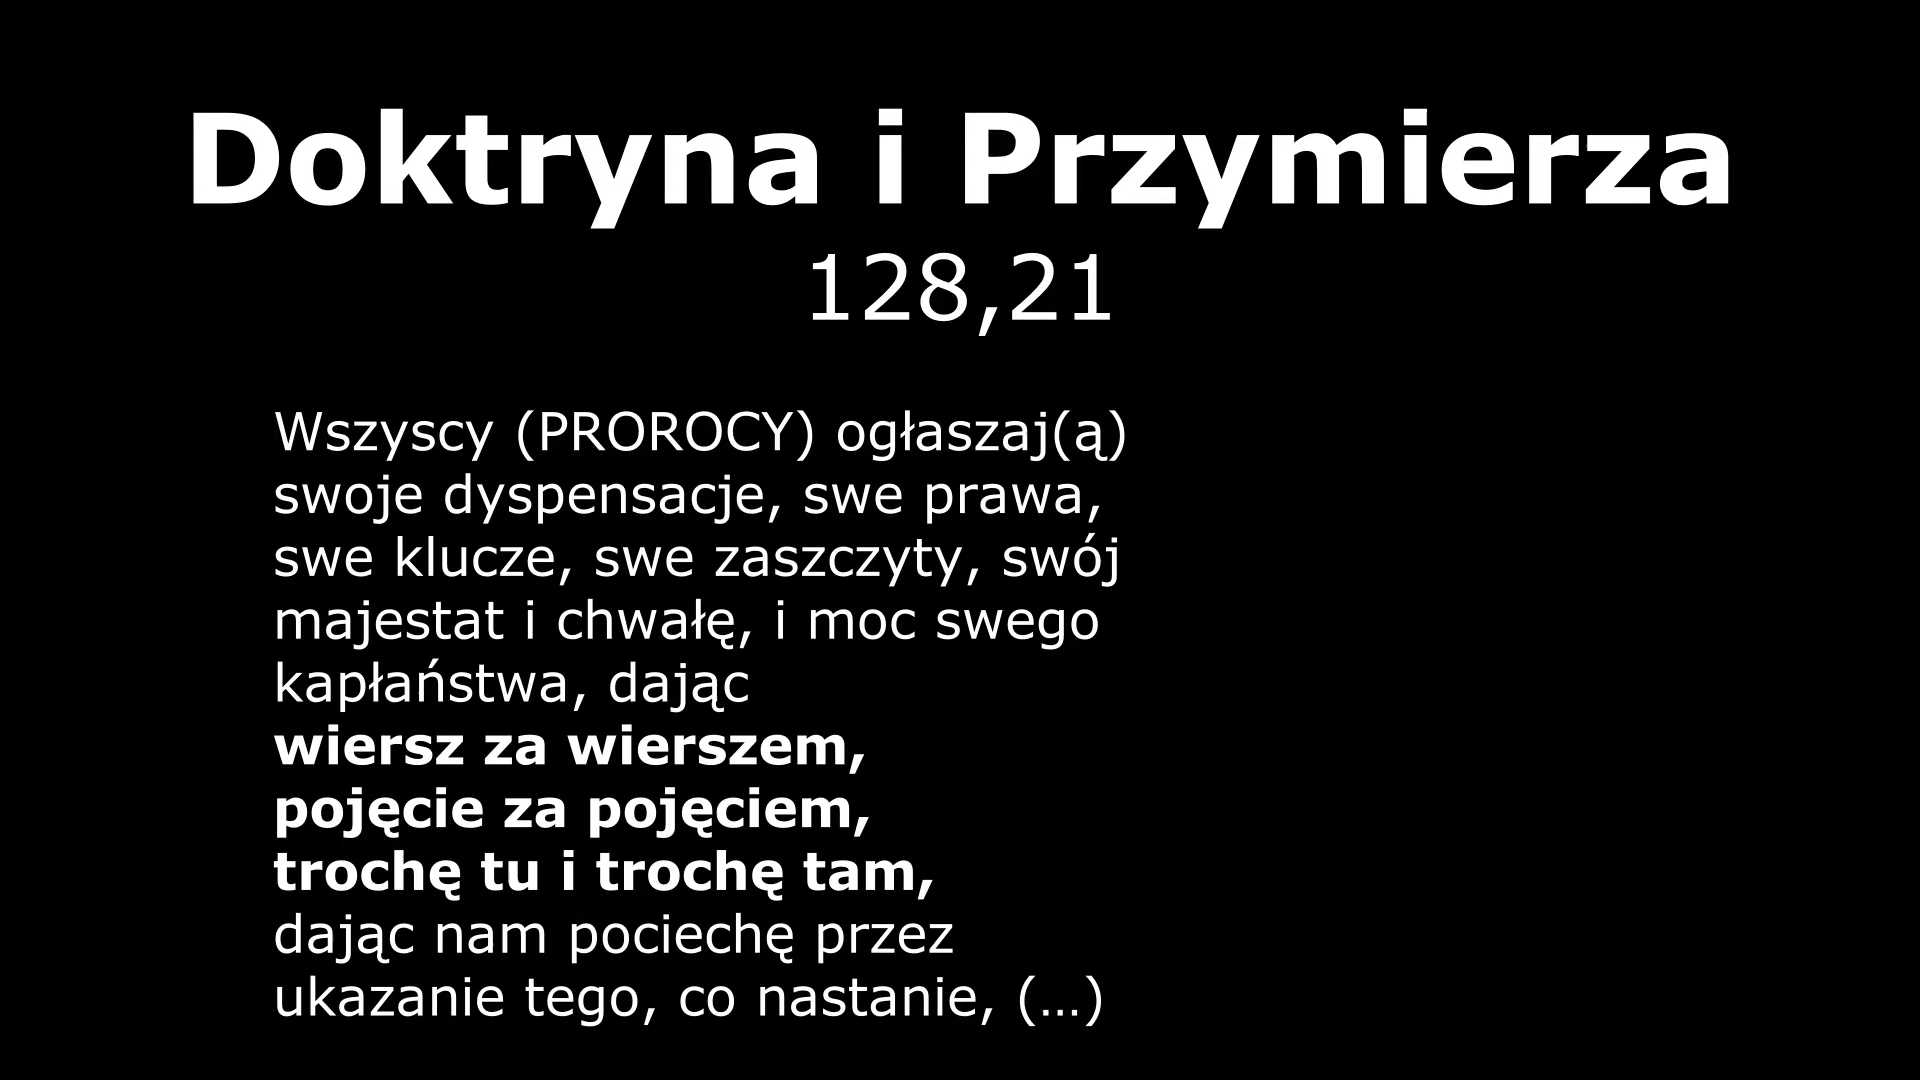 Doktryna i Przymierza
128,21
Wszyscy (PROROCY) ogłaszaj(ą)
swoje dyspensacje, swe prawa,
swe klucze, swe zaszczyty, swój
majestat i chwałę, i moc swego
kapłaństwa, dając
wiersz za wierszem,
pojęcie za pojęciem,
trochę tu i trochę tam,
dając nam pociechę przez
ukazanie tego, co nastanie, (…)